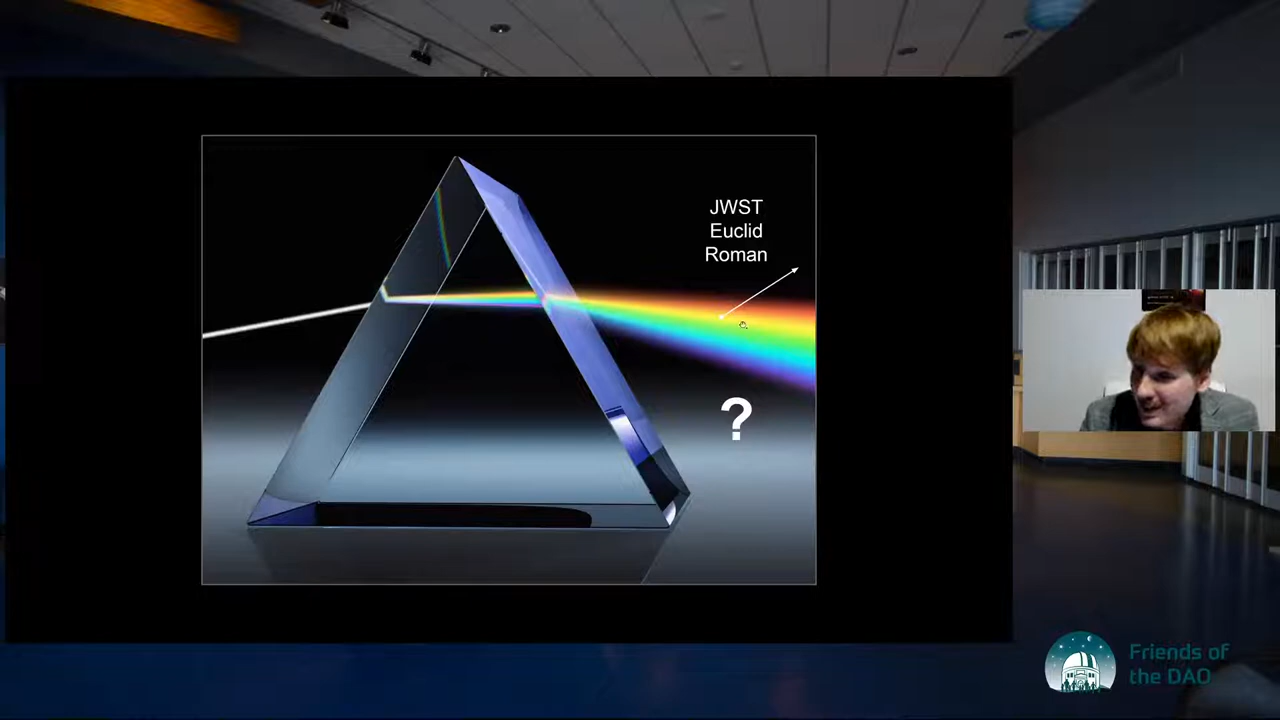 JWST
Euclid
Roman
?
Friends of
the DAO